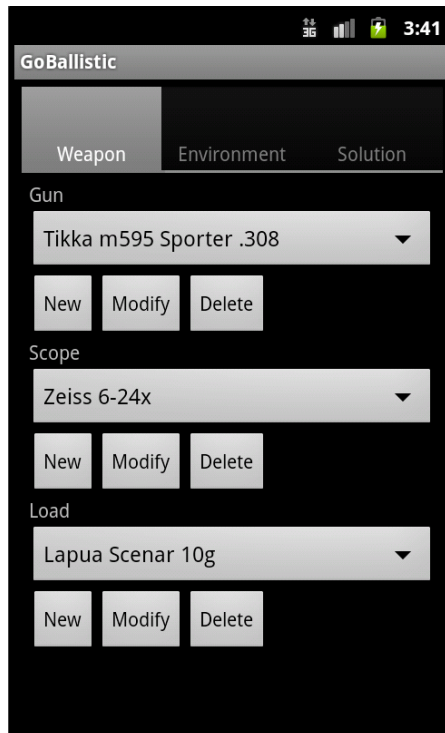 3G 3:41
GoBallistic
Weapon Environment Solution
Gun
Tikka m595 Sporter .308
New Modify Delete
Scope
Zeiss 6-24x
New Modify Delete
Load
Lapua Scenar 10g
New Modify Delete